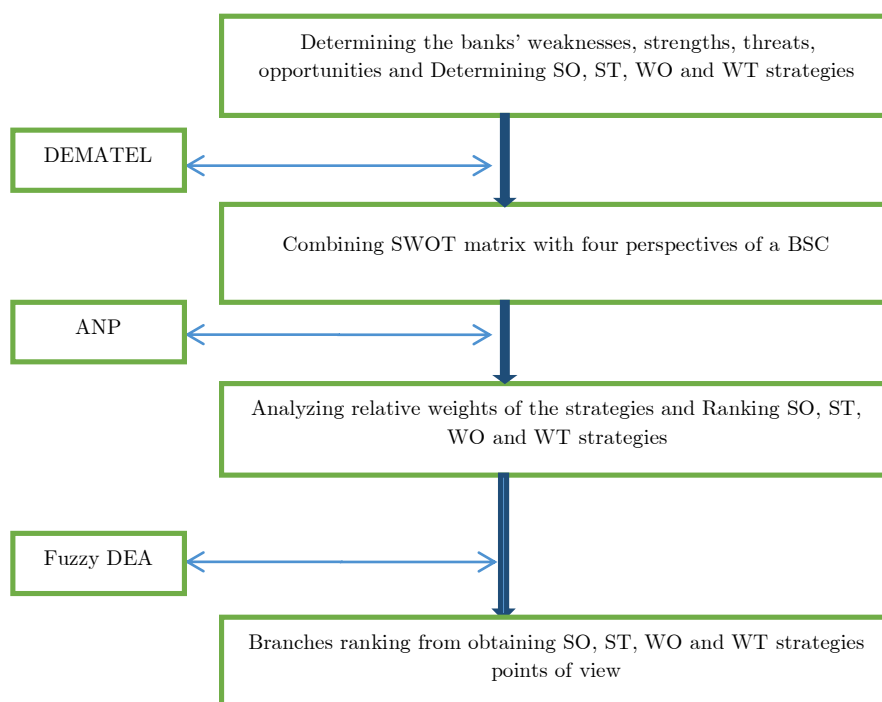 Determining the banks' weaknesses, strengths, threats,
opportunities and Determining SO, ST, WO and WT strategies
DEMATEL
Combining SWOT matrix with four perspectives of a BSC
ANP
Analyzing relative weights of the strategies and Ranking SO, ST,
WO and WT strategies
Fuzzy DEA
Branches ranking from obtaining SO, ST, WO and WT strategies
points of view